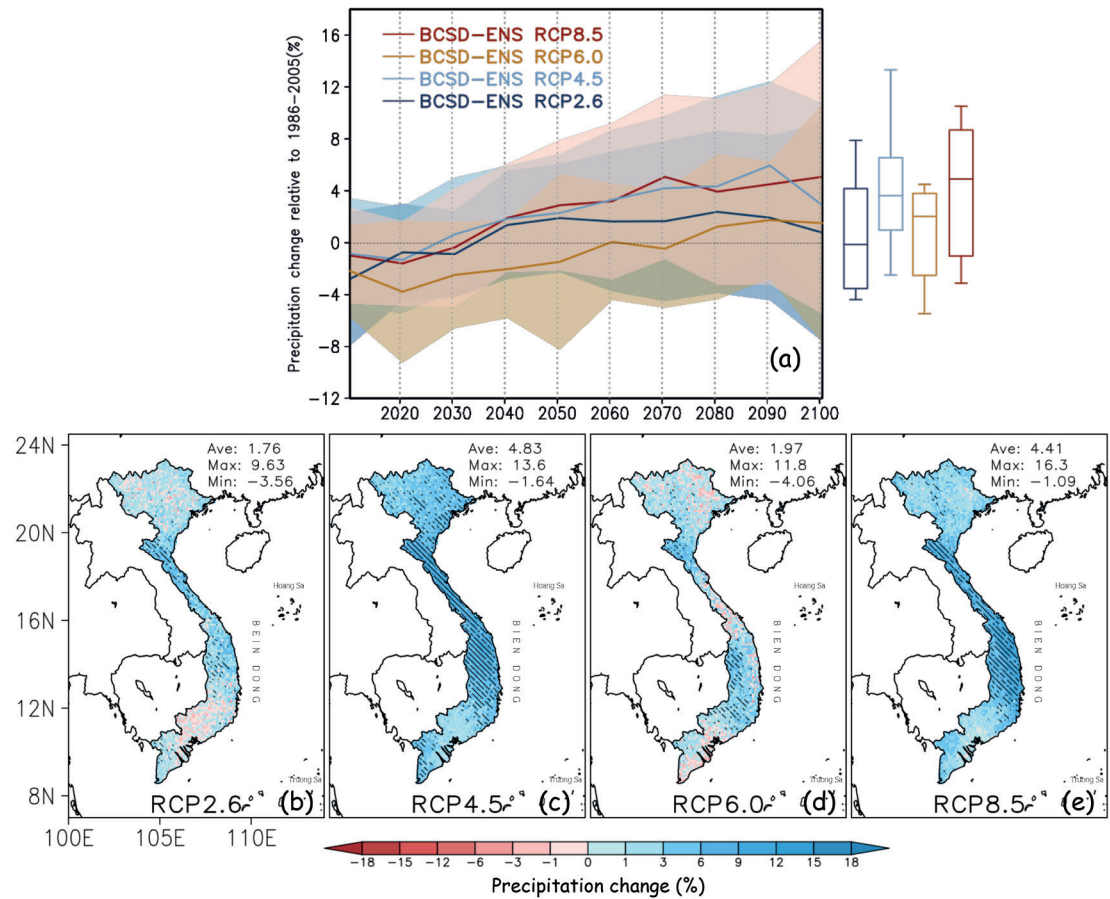 Precipitation change relative to 1986−2005(%)
16
12
8
4
0
−4
−8
−12
BCSD−ENS RCP8.5
BCSD−ENS RCP6.0
BCSD−ENS RCP4.5
BCSD−ENS RCP2.6
(a)
2020 2030 2040 2050 2060 2070 2080 2090 2100
24N
20N
16N
12N
8N
100E 105E 110E
Ave: 1.76
Max: 9.63
Min: −3.56
BEIN DONG
Hoang Sa
Truong Sa
RCP2.6 (b)
Ave: 4.83
Max: 13.6
Min: −1.64
Hoang Sa
BIEN DONG
Truong Sa
RCP4.5 (c)
Ave: 1.97
Max: 11.8
Min: −4.06
Hoang Sa
BIEN DONG
Truong Sa
RCP6.0 (d)
Ave: 4.41
Max: 16.3
Min: −1.09
Hoang Sa
BIEN DONG
Truong Sa
RCP8.5 (e)
−18 −15 −12 −6 −3 −1 0 1 3 6 9 12 15 18
Precipitation change (%)